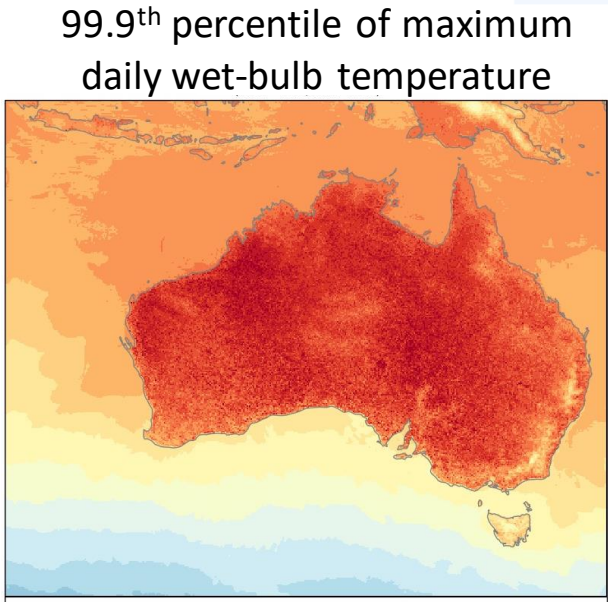 99.9th percentile of maximum
daily wet-bulb temperature